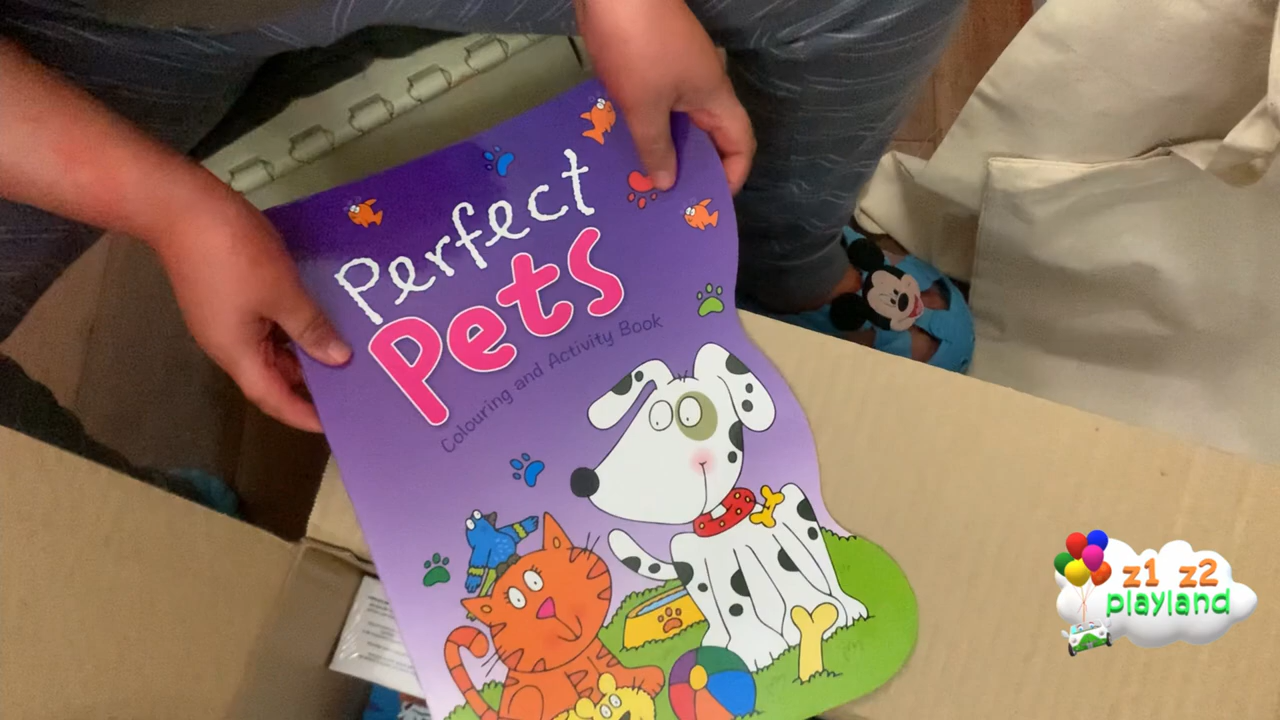 Perfect
Pets
Colouring and Activity Book
z1 z2
playland